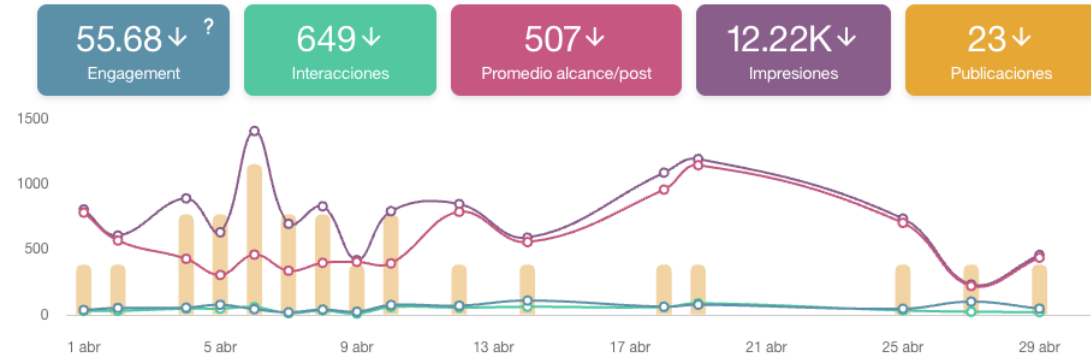 55.68↓ ?
Engagement
649↓
Interacciones
507↓
Promedio alcance/post
12.22K↓
Impresiones
23↓
Publicaciones
1500
1000
500
0
1 abr 5 abr 9 abr 13 abr 17 abr 21 abr 25 abr 29 abr